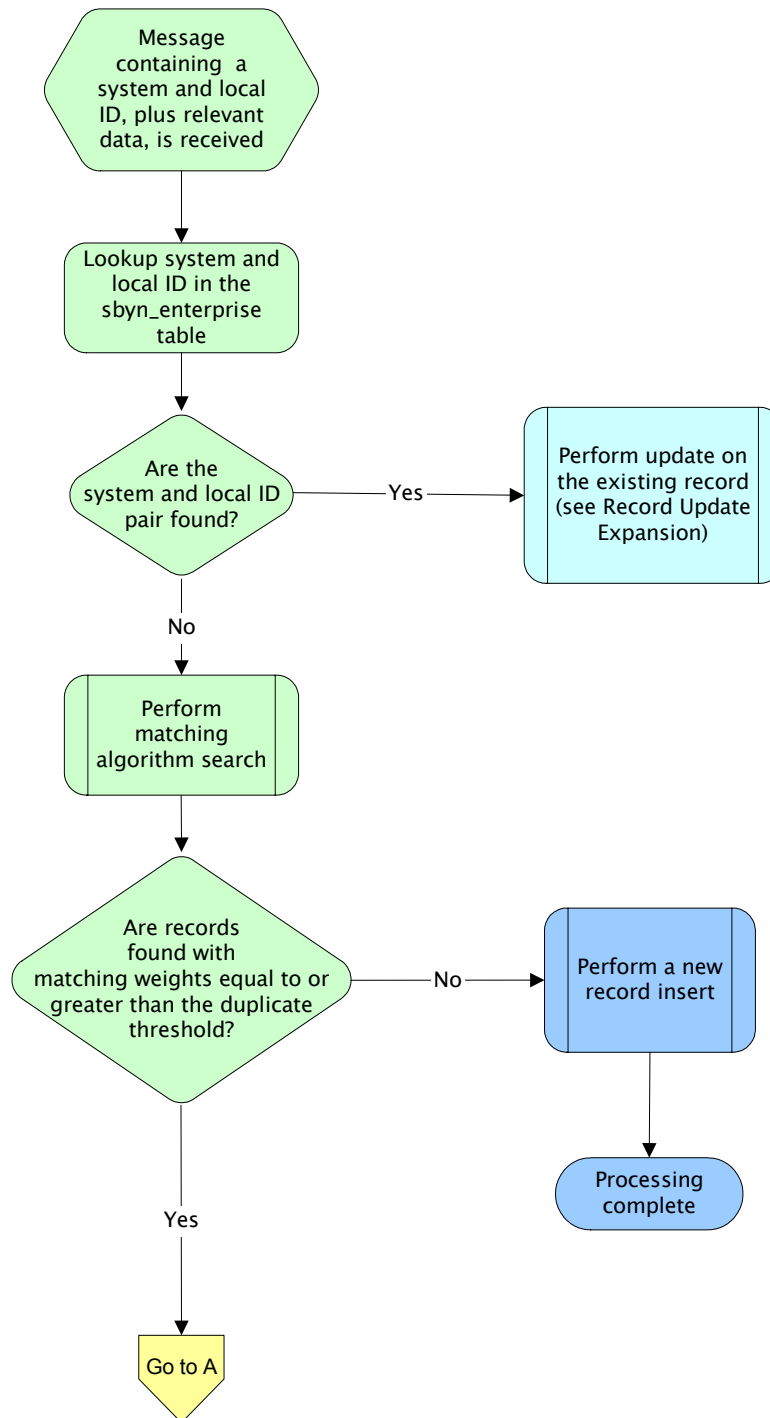 Message
containing a
system and local
ID, plus relevant
data, is received
Lookup system and
local ID in the
sbyn_enterprise
table
Are the
system and local ID
pair found?
Yes
Perform update on
the existing record
(see Record Update
Expansion)
No
Perform
matching
algorithm search
Are records
found with
matching weights equal to or
greater than the duplicate
threshold?
No
Perform a new
record insert
Processing
complete
Yes
Go to A